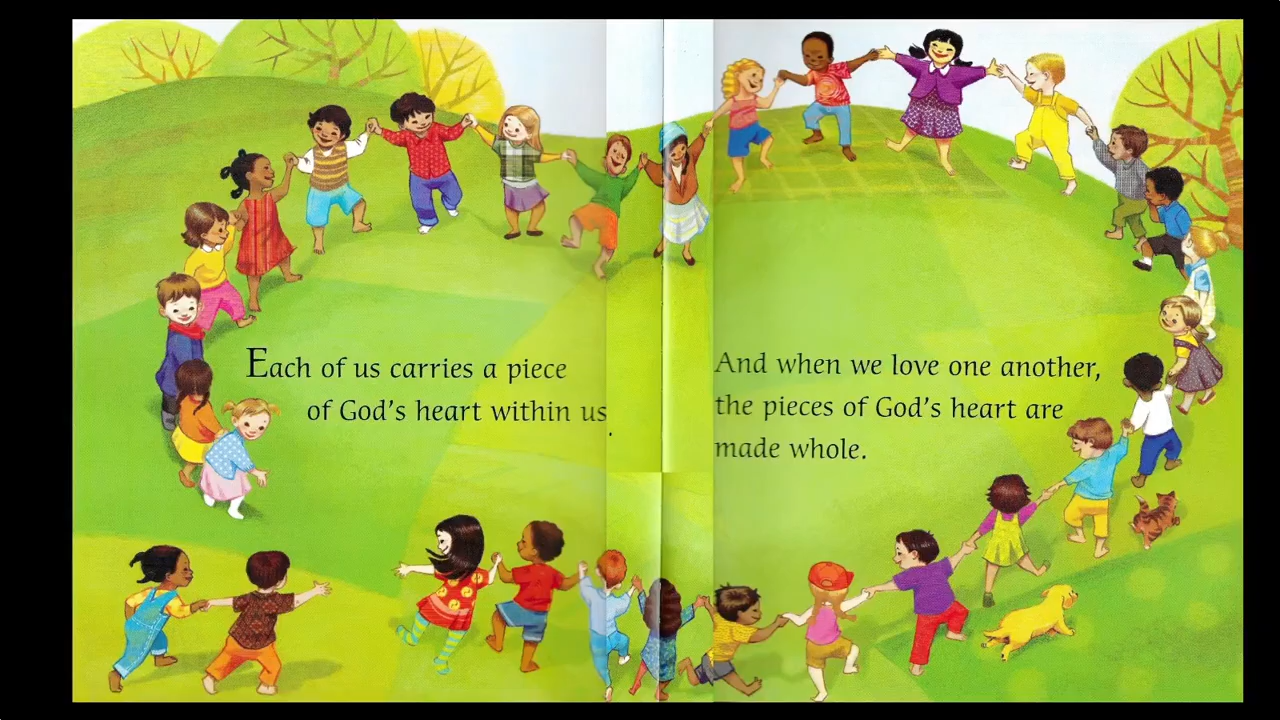 Each of us carries a piece
of God's heart within us
.
And when we love one another,
the pieces of God's heart are
made whole.